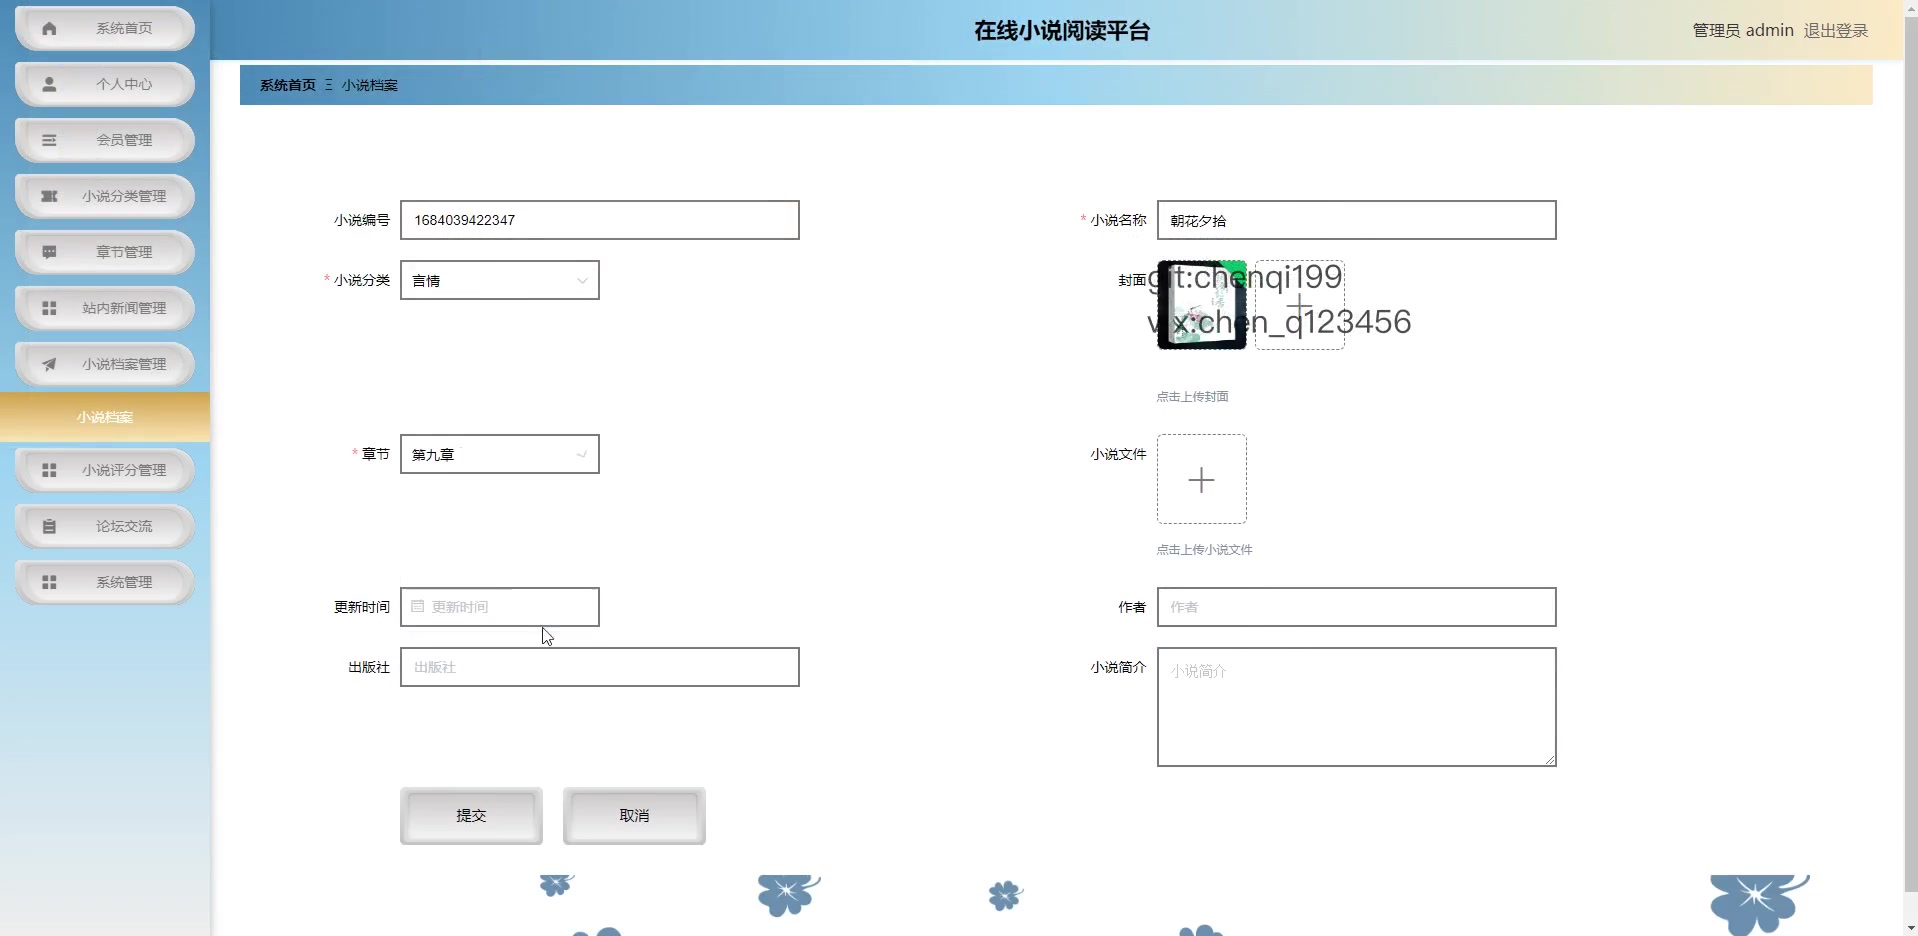 系统首页
个人中心
会员管理
小说分类管理
章节管理
站内新闻管理
小说档案管理
小说档案
小说评分管理
论坛交流
系统管理
在线小说阅读平台
管理员 admin 退出登录
系统首页 Ξ 小说档案
小说编号 1684039422347
* 小说名称 朝花夕拾
* 小说分类 言情
封面
git:chenqi199
vx:chen_q123456
点击上传封面
* 章节 第九章
小说文件
点击上传小说文件
更新时间 更新时间
作者 作者
出版社 出版社
小说简介 小说简介
提交 取消